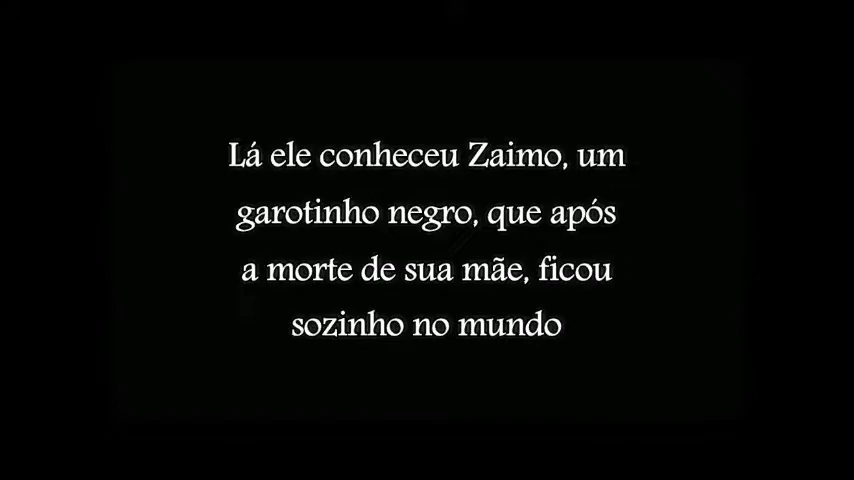 Lá ele conheceu Zaimo, um
garotinho negro, que após
a morte de sua mãe, ficou
sozinho no mundo